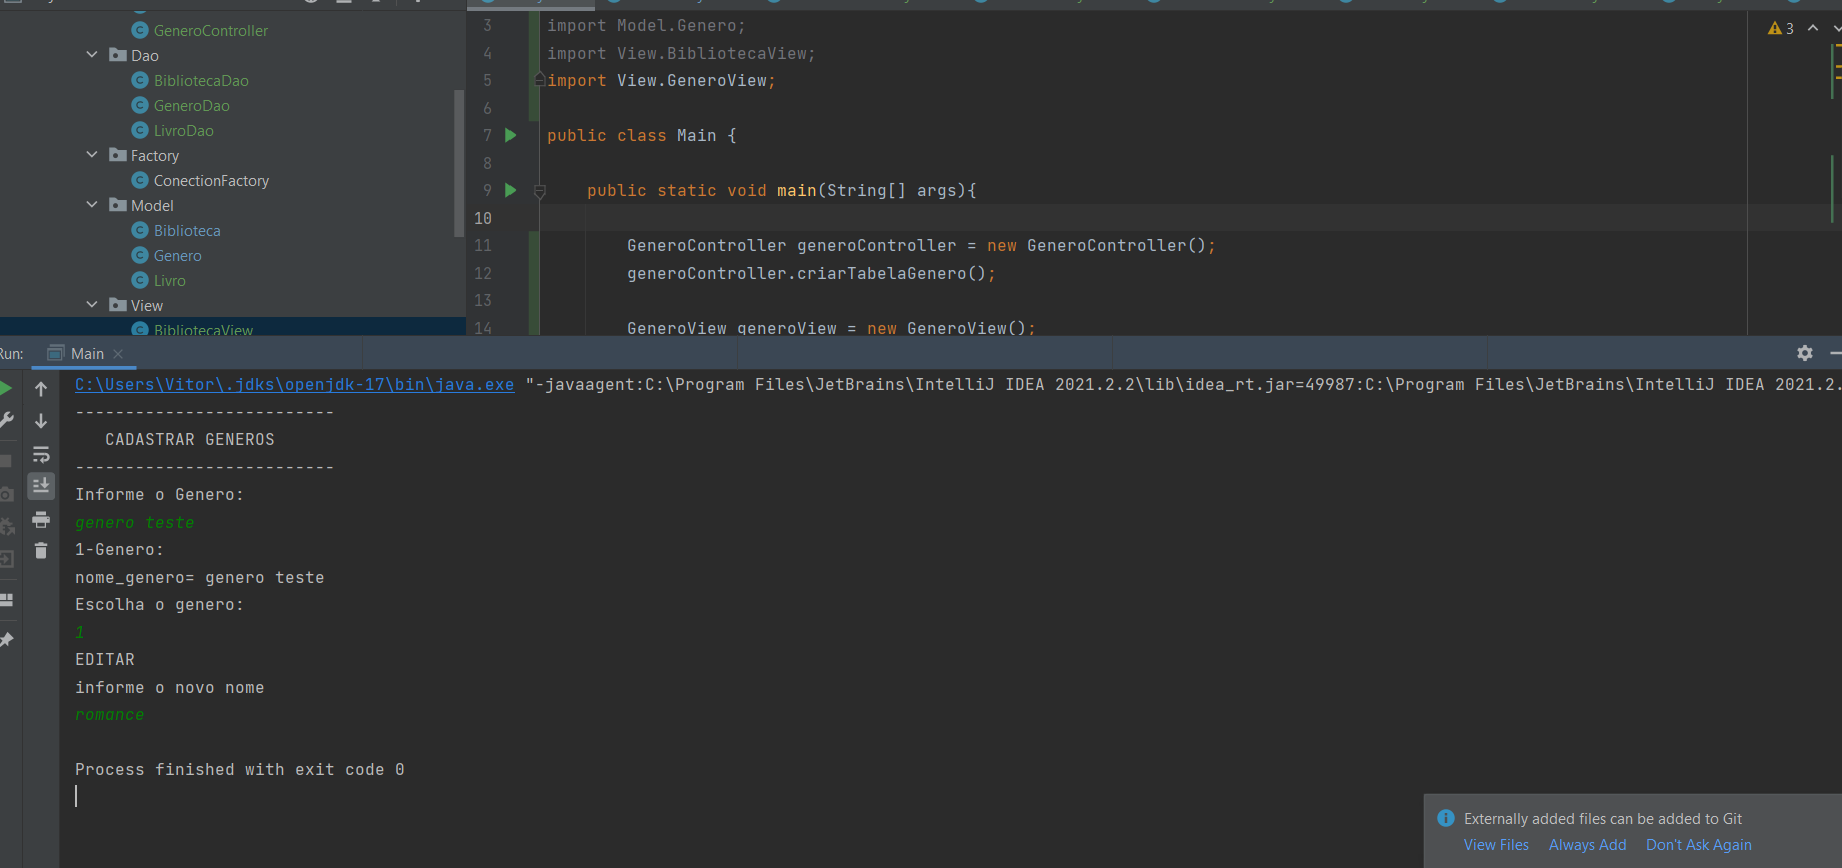 GeneroController
Dao
BibliotecaDao
GeneroDao
LivroDao
Factory
ConectionFactory
Model
Biblioteca
Genero
Livro
View
BibliotecaView
3 import Model.Genero;
4 import View.BibliotecaView;
5 import View.GeneroView;
6
7 public class Main {
8
9 public static void main(String[] args){
10
11 GeneroController generoController = new GeneroController();
12 generoController.criarTabelaGenero();
13
14 GeneroView generoView = new GeneroView();
3
Run: Main
C:\Users\Vitor\.jdks\openjdk-17\bin\java.exe "-javaagent:C:\Program Files\JetBrains\IntelliJ IDEA 2021.2.2\lib\idea_rt.jar=49987:C:\Program Files\JetBrains\IntelliJ IDEA 2021.2.
--------------------------
CADASTRAR GENEROS
--------------------------
Informe o Genero:
genero teste
1-Genero:
nome_genero= genero teste
Escolha o genero:
1
EDITAR
informe o novo nome
romance
Process finished with exit code 0
Externally added files can be added to Git
View Files Always Add Don't Ask Again